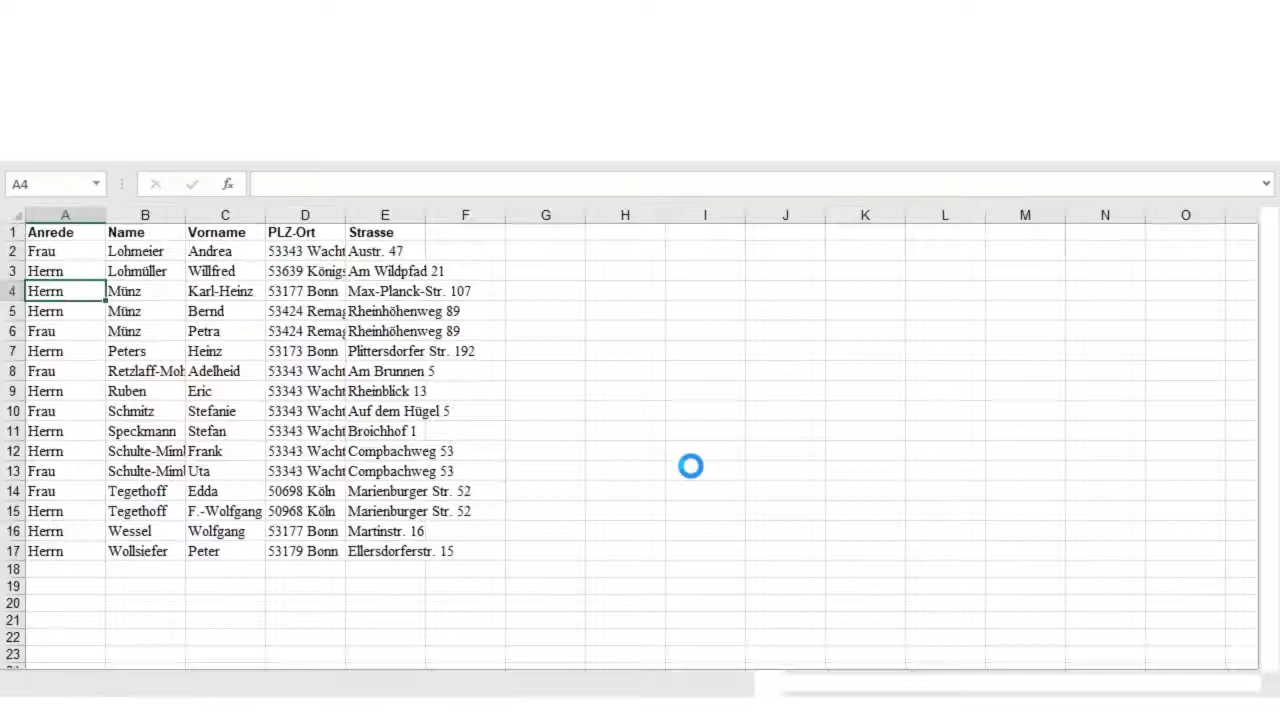 A4 fx
A B C D E F G H I J K L M N O
1 Anrede Name Vorname PLZ-Ort Strasse
2 Frau Lohmeier Andrea 53343 Wacht Austr. 47
3 Herrn Lohmüller Willfred 53639 Königs Am Wildpfad 21
4 Herrn Münz Karl-Heinz 53177 Bonn Max-Planck-Str. 107
5 Herrn Münz Bernd 53424 Remag Rheinhöhenweg 89
6 Frau Münz Petra 53424 Remag Rheinhöhenweg 89
7 Herrn Peters Heinz 53173 Bonn Plittersdorfer Str. 192
8 Frau Retzlaff-Moh Adelheid 53343 Wacht Am Brunnen 5
9 Herrn Ruben Eric 53343 Wacht Rheinblick 13
10 Frau Schmitz Stefanie 53343 Wacht Auf dem Hügel 5
11 Herrn Speckmann Stefan 53343 Wacht Broichhof 1
12 Herrn Schulte-Miml Frank 53343 Wacht Compbachweg 53
13 Frau Schulte-Miml Uta 53343 Wacht Compbachweg 53
14 Frau Tegethoff Edda 50698 Köln Marienburger Str. 52
15 Herrn Tegethoff F.-Wolfgang 50968 Köln Marienburger Str. 52
16 Herrn Wessel Wolfgang 53177 Bonn Martinstr. 16
17 Herrn Wollsiefer Peter 53179 Bonn Ellersdorferstr. 15
18
19
20
21
22
23